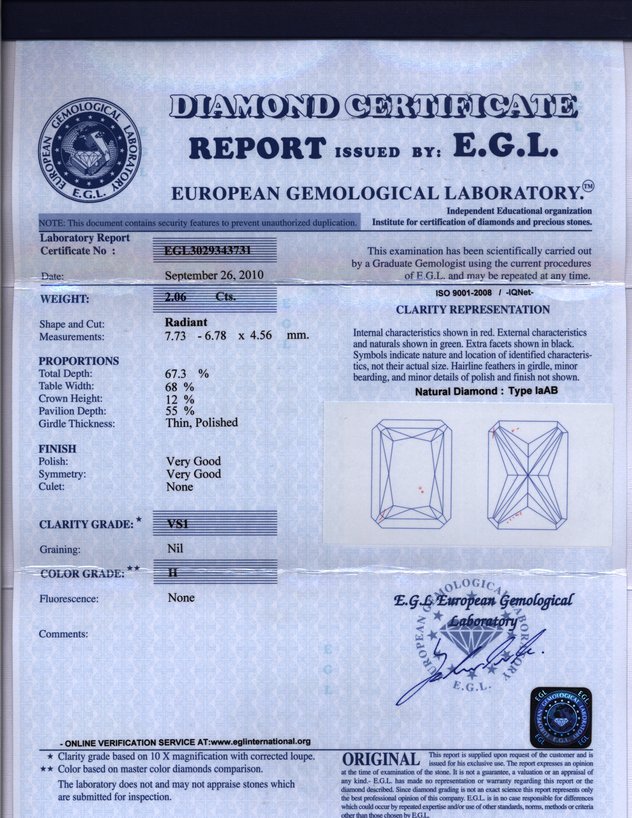 EUROPEAN GEMOLOGICAL LABORATORY
E.G.L.
DIAMOND CERTIFICATE
REPORT ISSUED BY: E.G.L.
EUROPEAN GEMOLOGICAL LABORATORY.™
Independent Educational organization
NOTE: This document contains security features to prevent unauthorized duplication.
Institute for certification of diamonds and precious stones.
Laboratory Report
Certificate No : EGL3029343731
Date: September 26, 2010
WEIGHT: 2.06 Cts.
Shape and Cut: Radiant
Measurements: 7.73 - 6.78 x 4.56 mm.
PROPORTIONS
Total Depth: 67.3 %
Table Width: 68 %
Crown Height: 12 %
Pavilion Depth: 55 %
Girdle Thickness: Thin, Polished
FINISH
Polish: Very Good
Symmetry: Very Good
Culet: None
CLARITY GRADE: * VS1
Graining: Nil
COLOR GRADE: ** H
Fluorescence: None
Comments:
This examination has been scientifically carried out
by a Graduate Gemologist using the current procedures
of E.G.L. and may be repeated at any time.
ISO 9001-2008 / -IQNet-
CLARITY REPRESENTATION
Internal characteristics shown in red. External characteristics
and naturals shown in green. Extra facets shown in black.
Symbols indicate nature and location of identified characteris-
tics, not their actual size. Hairline feathers in girdle, minor
bearding, and minor details of polish and finish not shown.
Natural Diamond : Type IaAB
E.G.L European Gemological
Laboratory
EUROPEAN GEMOLOGICAL LABORATORY
E.G.L.
EGL EGL
EUROPEAN GEMOLOGICAL LABORATORY
- ONLINE VERIFICATION SERVICE AT:www.eglinternational.org
★ Clarity grade based on 10 X magnification with corrected loupe.
★★ Color based on master color diamonds comparison.
The laboratory does not and may not appraise stones which
are submitted for inspection.
ORIGINAL This report is supplied upon request of the customer and is
issued for his exclusive use. The report expresses an opinion
at the time of examination of the stone. It is not a guarantee, a valuation or an appraisal of
any kind.- E.G.L. has made no representation or warranty regarding this report or the
diamond described. Since diamond grading is not an exact science this report represents only
the best professional opinion of this company. E.G.L. is in no case responsible for differences
which could occur by repeated expertise and/or use of other standards, norms, methods or criteria
other than those chosen by E.G.L.